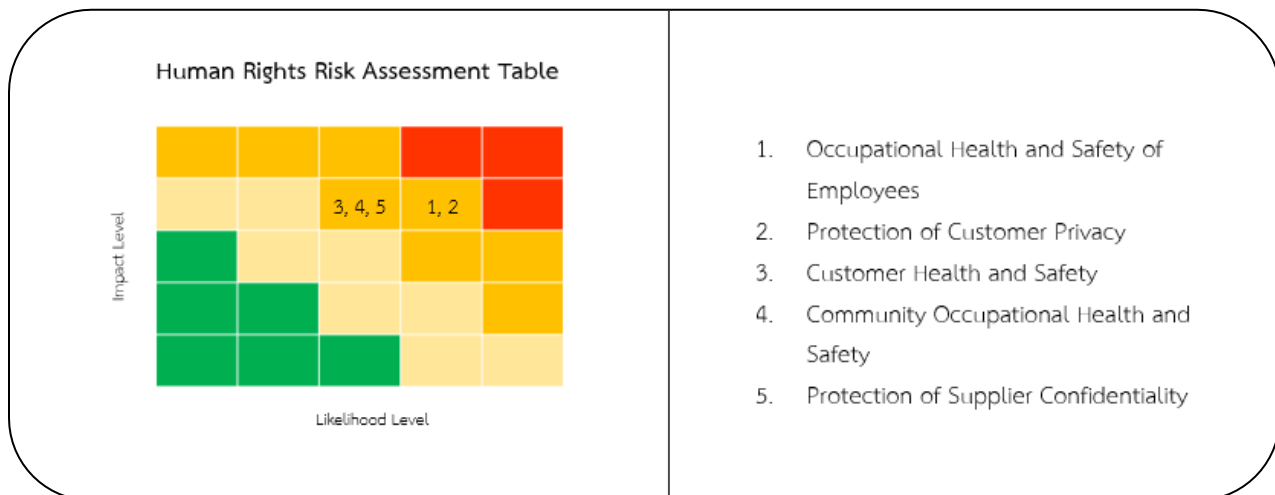 Human Rights Risk Assessment Table
3, 4, 5
1, 2
Impact Level
Likelihood Level
1. Occupational Health and Safety of
Employees
2. Protection of Customer Privacy
3. Customer Health and Safety
4. Community Occupational Health and
Safety
5. Protection of Supplier Confidentiality